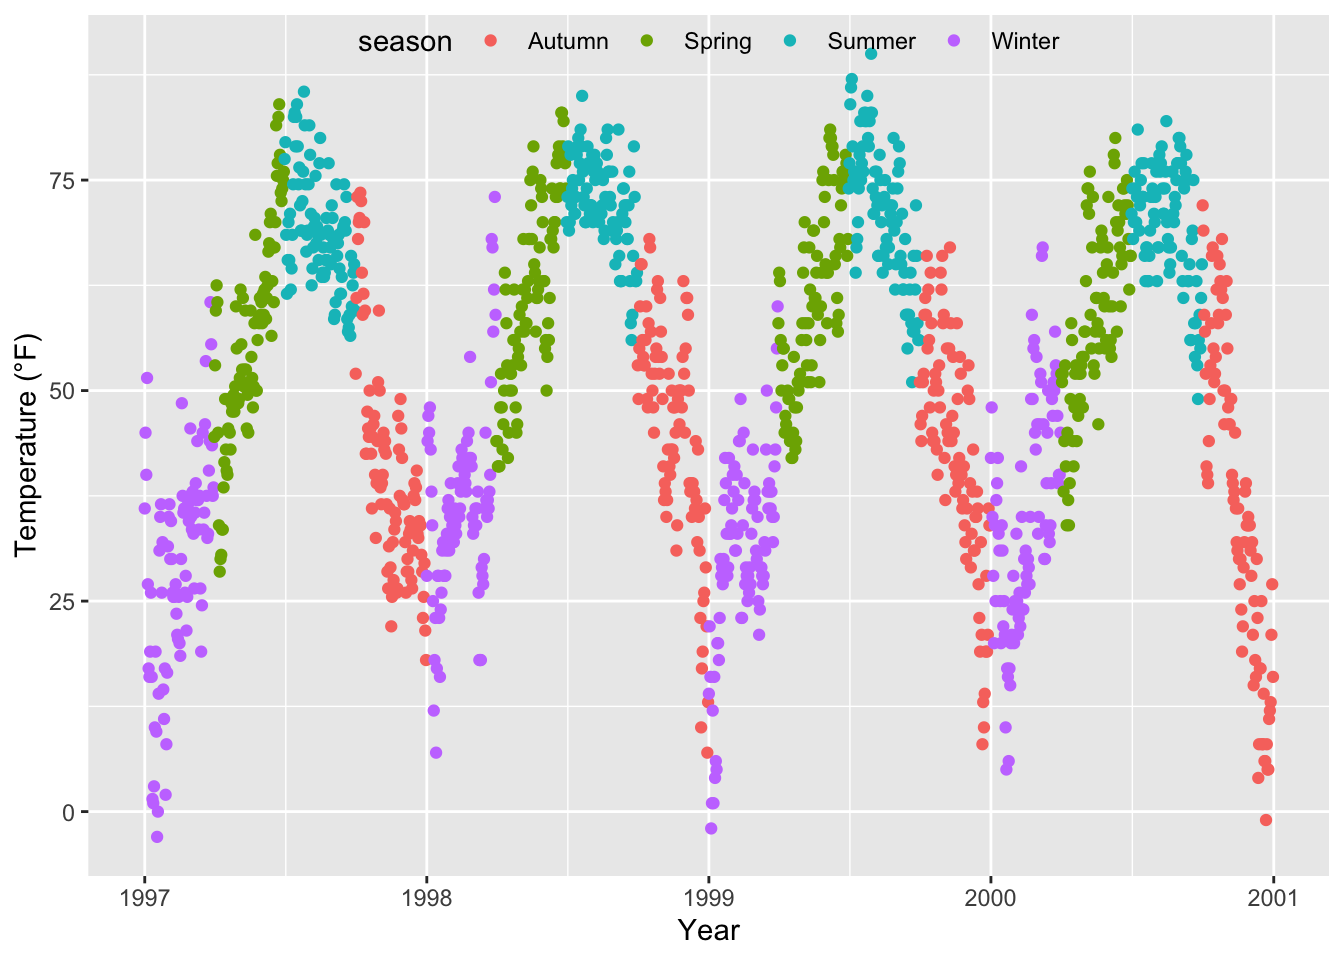 season Autumn Spring Summer Winter
75
50
25
0
Temperature (°F)
1997 1998 1999 2000 2001
Year